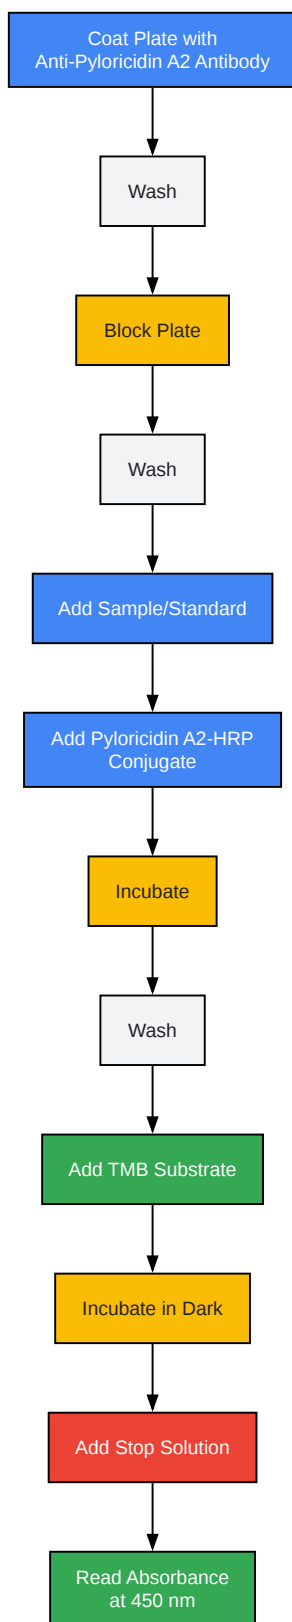 Coat Plate with
Anti-Pyloricidin A2 Antibody
Wash
Block Plate
Wash
Add Sample/Standard
Add Pyloricidin A2-HRP
Conjugate
Incubate
Wash
Add TMB Substrate
Incubate in Dark
Add Stop Solution
Read Absorbance
at 450 nm